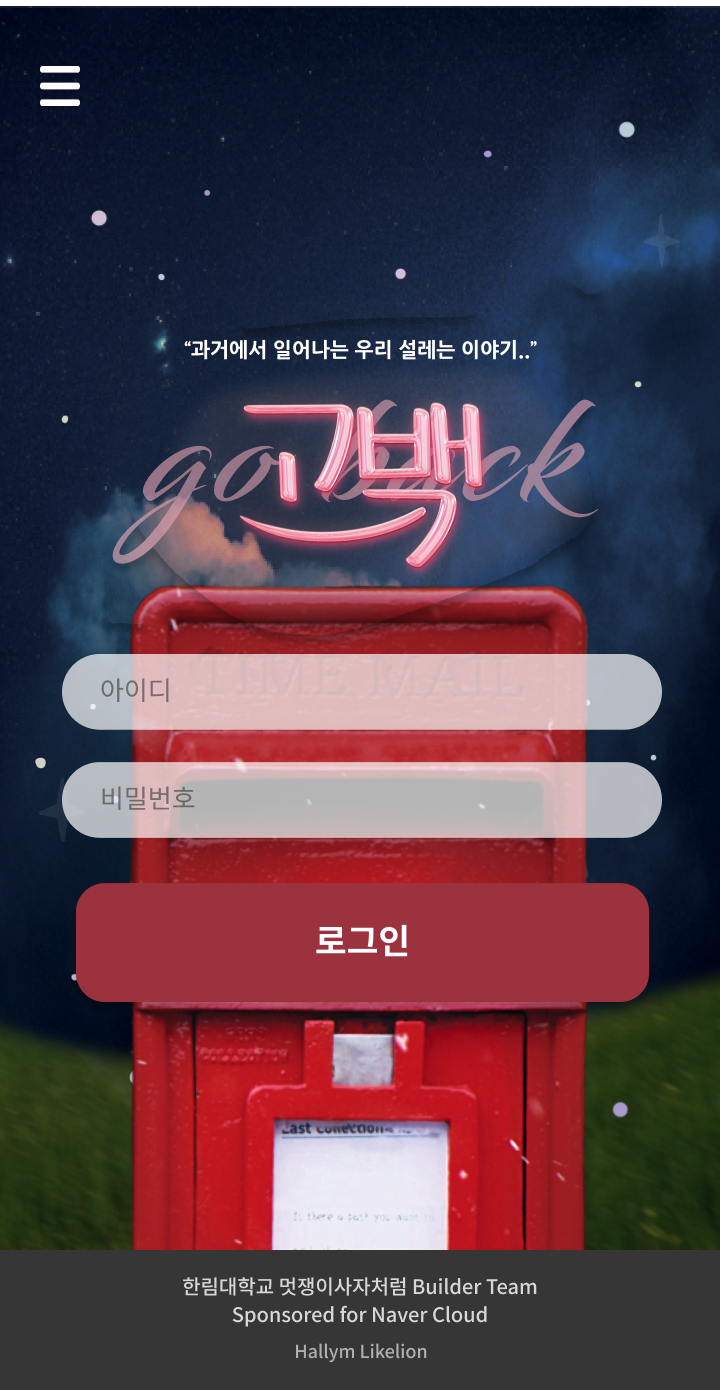 “과거에서 일어나는 우리 설레는 이야기..”
go back
고백
TIME MAIL
아이디
비밀번호
로그인
Last Collection
Is there a past you want to
한림대학교 멋쟁이사자처럼 Builder Team
Sponsored for Naver Cloud
Hallym Likelion